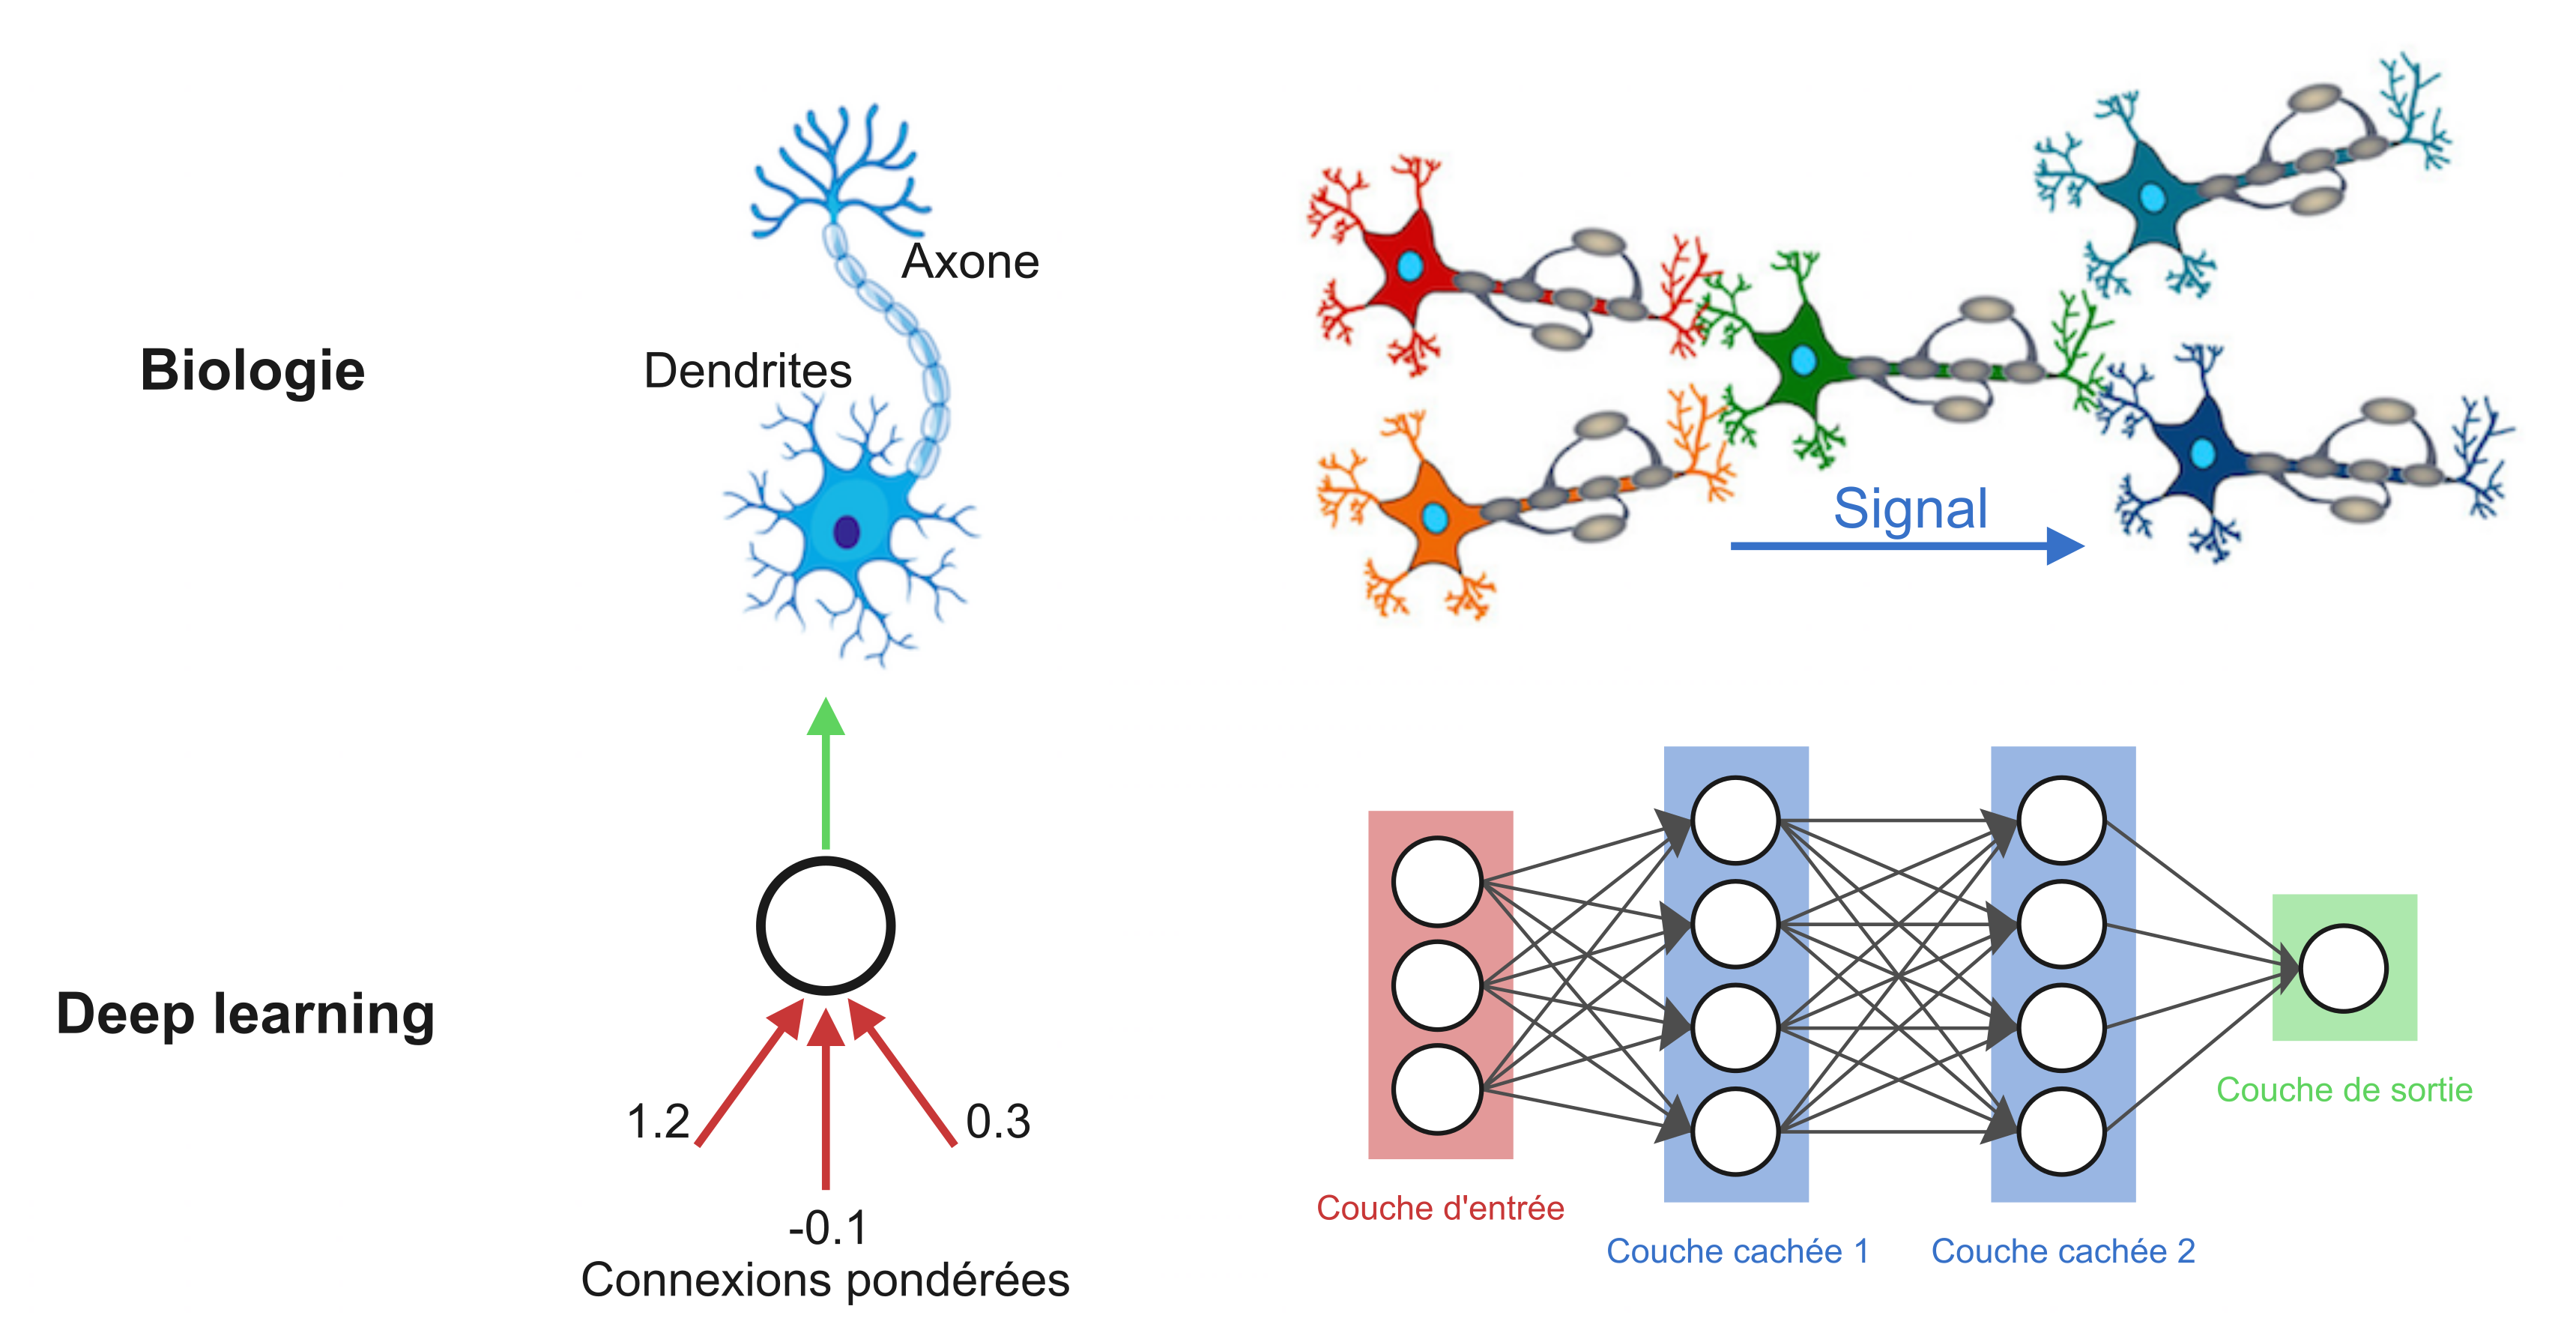 Axone
Dendrites
Biologie
Signal
Deep learning
1.2
0.3
-0.1
Connexions pondérées
Couche d'entrée
Couche cachée 1
Couche cachée 2
Couche de sortie